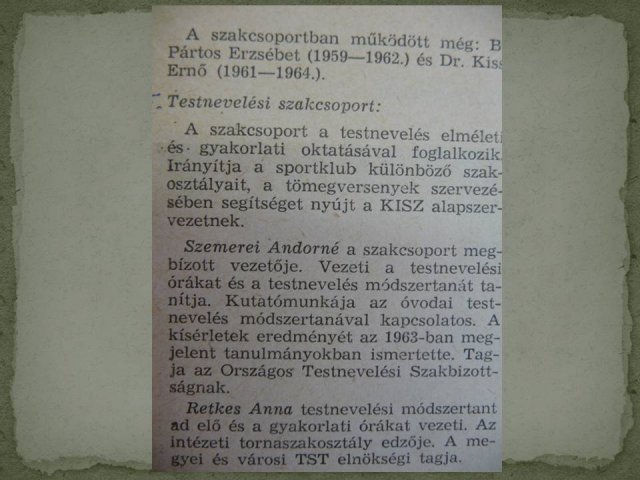 A szakcsoportban működött még: B
Pártos Erzsébet (1959—1962.) és Dr. Kiss
Ernő (1961—1964.).
Testnevelési szakcsoport:
A szakcsoport a testnevelés elméleti
és gyakorlati oktatásával foglalkozik.
Irányítja a sportklub különböző szak-
osztályait, a tömegversenyek szervezé-
sében segítséget nyújt a KISZ alapszer-
vezetnek.
Szemerei Andorné a szakcsoport meg-
bízott vezetője. Vezeti a testnevelési
órákat és a testnevelés módszertanát ta-
nítja. Kutatómunkája az óvodai test-
nevelés módszertanával kapcsolatos. A
kísérletek eredményét az 1963-ban meg-
jelent tanulmányokban ismertette. Tag-
ja az Országos Testnevelési Szakbizott-
ságnak.
Retkes Anna testnevelési módszertant
ad elő és a gyakorlati órákat vezeti. Az
intézeti tornaszakosztály edzője. A me-
gyei és városi TST elnökségi tagja.